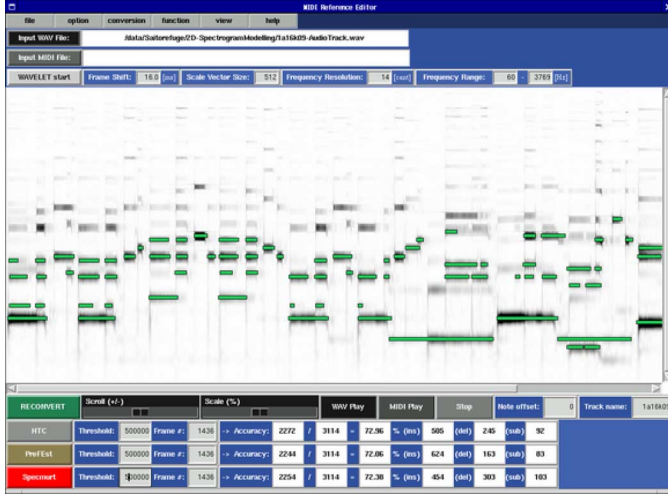 MIDI Reference Editor
file option conversion function view help
Input WAV File: /data/Saitorefuge/2D-SpectrogramModelling/1a16k09-AudioTrack.wav
Input MIDI File:
WAVELET start Frame Shift: 16.0 [ms] Scale Vector Size: 512 Frequency Resolution: 14 [cent] Frequency Range: 60 - 3769 [Hz]
RECONVERT Scroll (+/-) Scale (%) WAV Play MIDI Play Stop Note offset: 0 Track name: 1a16k09
HTC Threshold: 500000 Frame #: 1436 -> Accuracy: 2272 / 3114 = 72.96 % (ins) 505 (del) 245 (sub) 92
PreFEst Threshold: 500000 Frame #: 1436 -> Accuracy: 2244 / 3114 = 72.06 % (ins) 624 (del) 163 (sub) 83
Specmurt Threshold: 500000 Frame #: 1436 -> Accuracy: 2254 / 3114 = 72.38 % (ins) 454 (del) 303 (sub) 103